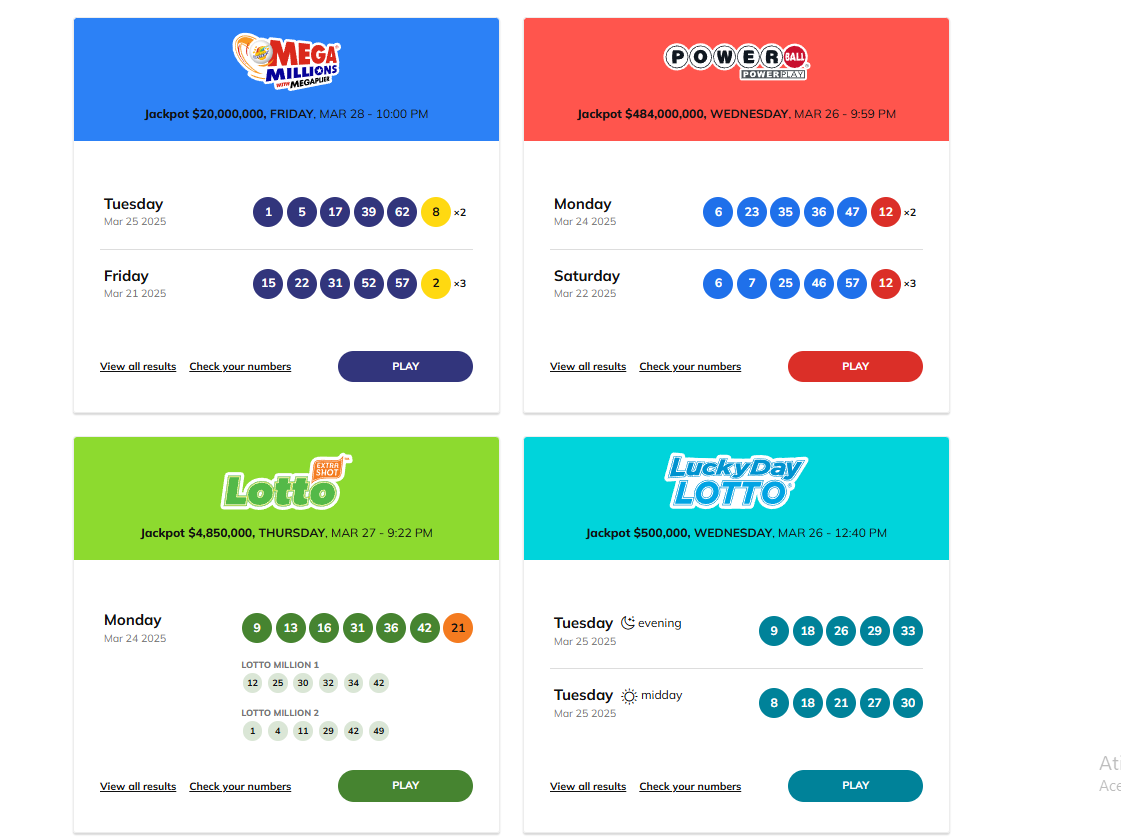 MEGA
MILLIONS
WITH MEGAPLIER
Jackpot $20,000,000, FRIDAY, MAR 28 - 10:00 PM
Tuesday
Mar 25 2025
1 5 17 39 62 8 ×2
Friday
Mar 21 2025
15 22 31 52 57 2 ×3
View all results Check your numbers PLAY
POWERBALL
POWERPLAY
Jackpot $484,000,000, WEDNESDAY, MAR 26 - 9:59 PM
Monday
Mar 24 2025
6 23 35 36 47 12 ×2
Saturday
Mar 22 2025
6 7 25 46 57 12 ×3
View all results Check your numbers PLAY
EXTRA
SHOT
Lotto
Jackpot $4,850,000, THURSDAY, MAR 27 - 9:22 PM
Monday
Mar 24 2025
9 13 16 31 36 42 21
LOTTO MILLION 1
12 25 30 32 34 42
LOTTO MILLION 2
1 4 11 29 42 49
View all results Check your numbers PLAY
LuckyDay
LOTTO
Jackpot $500,000, WEDNESDAY, MAR 26 - 12:40 PM
Tuesday evening
Mar 25 2025
9 18 26 29 33
Tuesday midday
Mar 25 2025
8 18 21 27 30
View all results Check your numbers PLAY